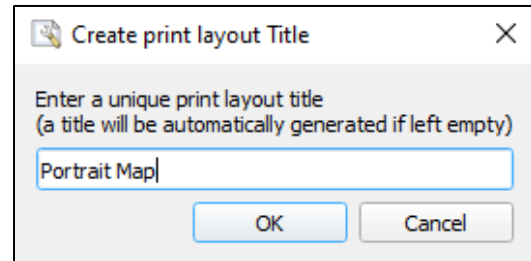 Create print layout Title
Enter a unique print layout title
(a title will be automatically generated if left empty)
Portrait Map
OK Cancel